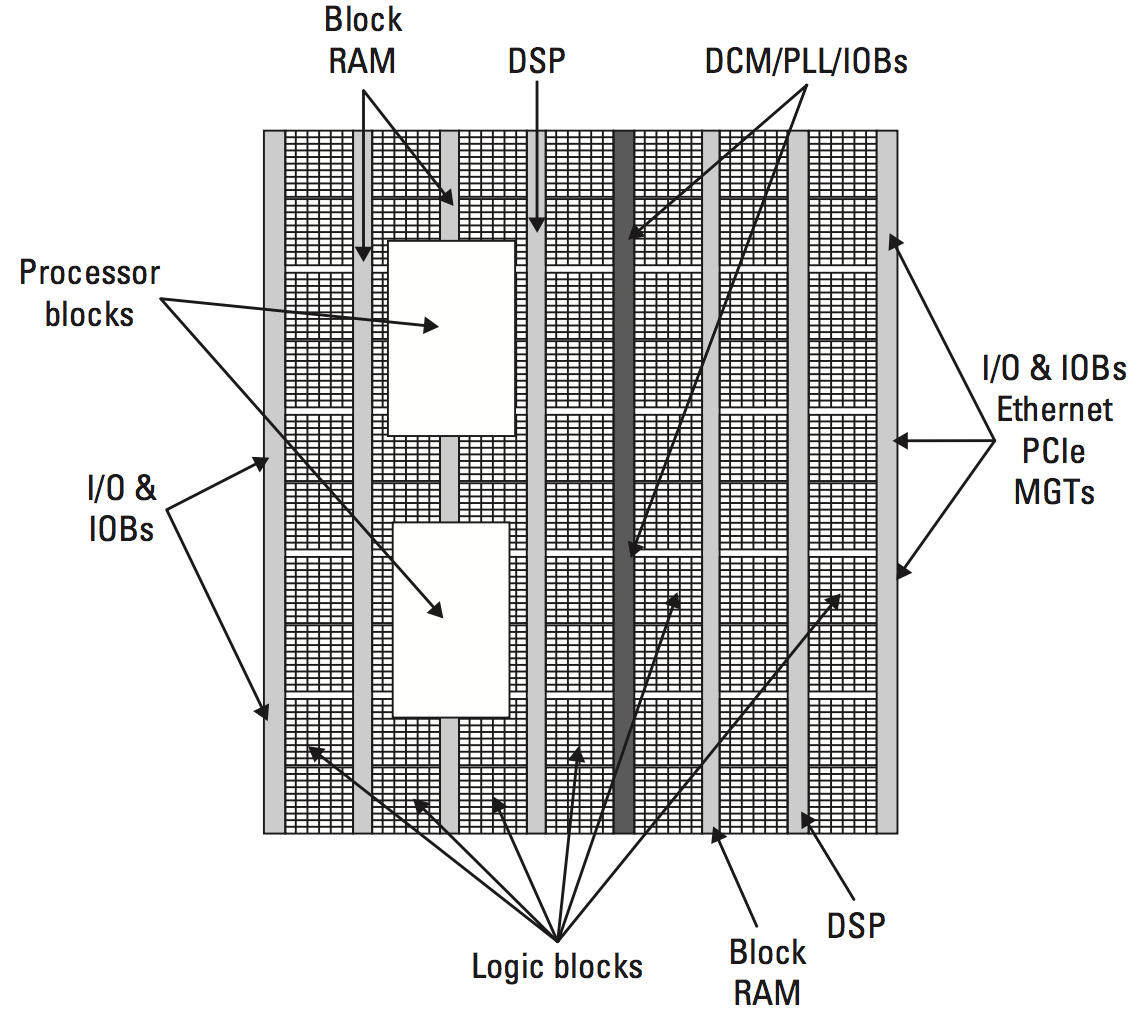 Block
RAM
DSP
DCM/PLL/IOBs
Processor
blocks
I/O & IOBs
Ethernet
PCIe
MGTs
I/O &
IOBs
Logic blocks
Block
RAM
DSP